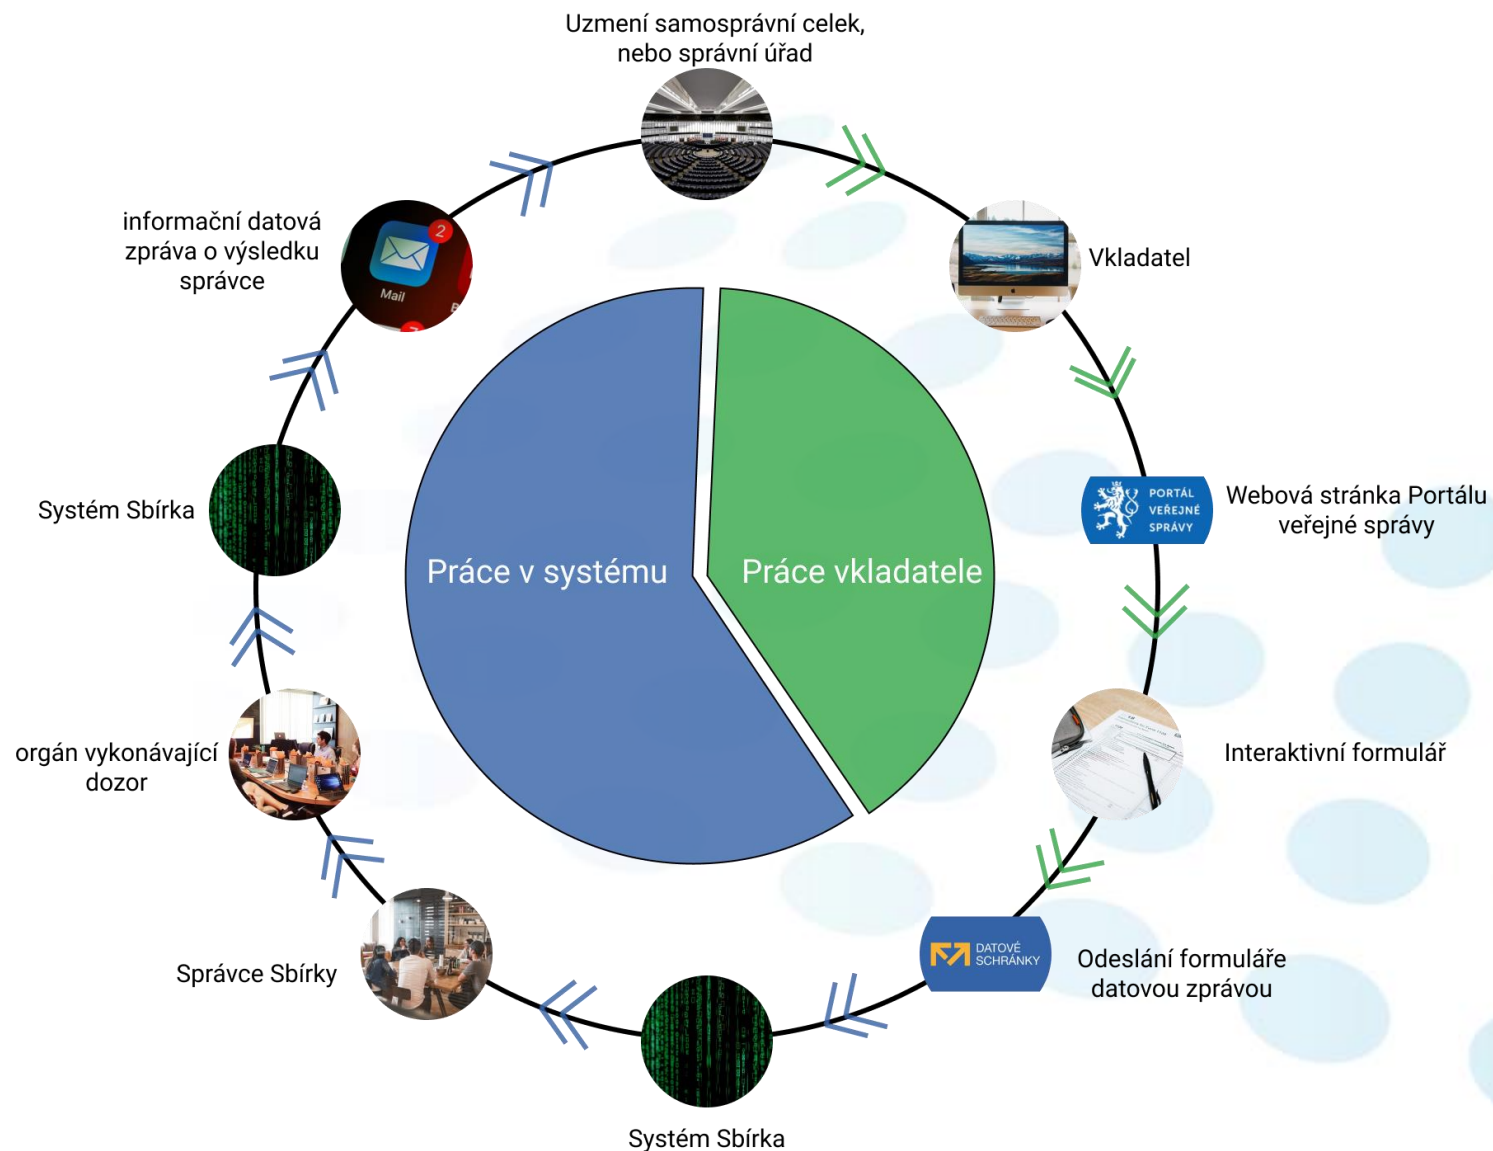 Uzmení samosprávní celek,
nebo správní úřad
Vkladatel
PORTÁL
VEŘEJNÉ
SPRÁVY
Webová stránka Portálu
veřejné správy
Interaktivní formulář
DATOVÉ
SCHRÁNKY
Odeslání formuláře
datovou zprávou
Systém Sbírka
Správce Sbírky
orgán vykonávající
dozor
Systém Sbírka
informační datová
zpráva o výsledku
správce
2
Mail
Práce v systému
Práce vkladatele